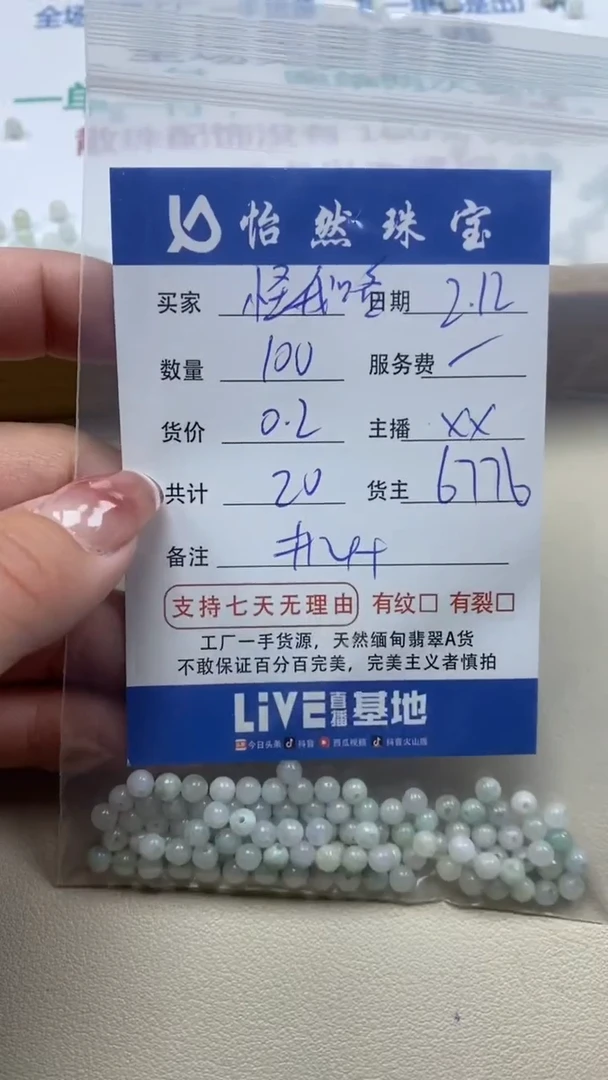 怡然珠宝
买家 怪我咯 日期 2.12
数量 100 服务费 /
货价 0.2 主播 XX
共计 20 货主 6776
备注 #24
支持七天无理由 有纹□ 有裂□
工厂一手货源，天然缅甸翡翠A货
不敢保证百分百完美，完美主义者慎拍
LiVE直播基地
今日头条 抖音 西瓜视频 抖音火山版